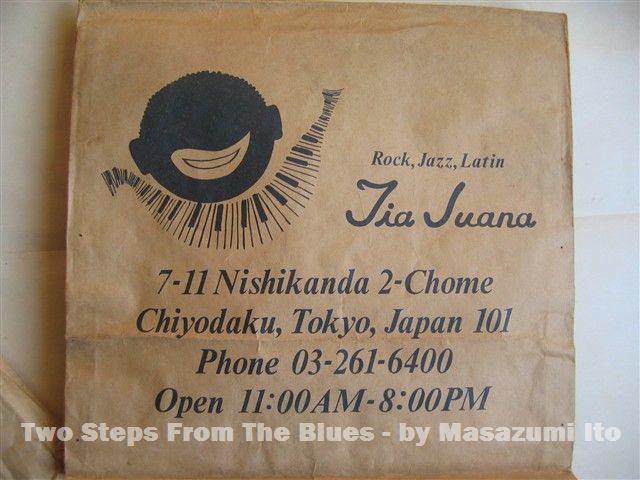 Rock, Jazz, Latin
Tia Juana
7-11 Nishikanda 2-Chome
Chiyodaku, Tokyo, Japan 101
Phone 03-261-6400
Open 11:00AM-8:00PM
Two Steps From The Blues - by Masazumi Ito